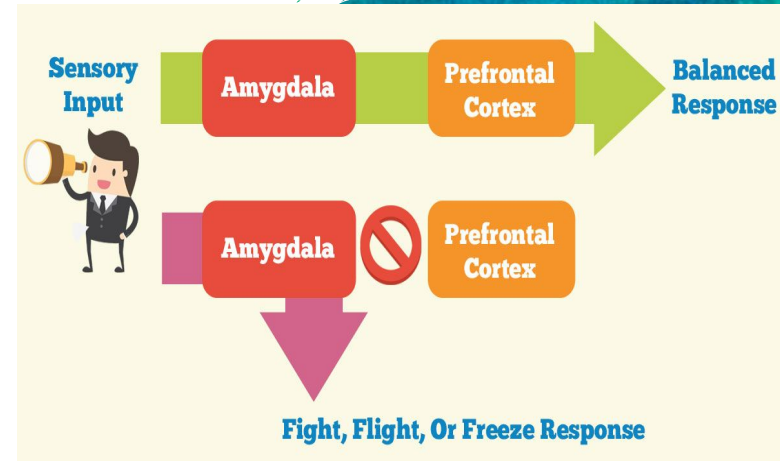 Sensory
Input
Amygdala
Prefrontal
Cortex
Balanced
Response
Amygdala
Prefrontal
Cortex
Fight, Flight, Or Freeze Response